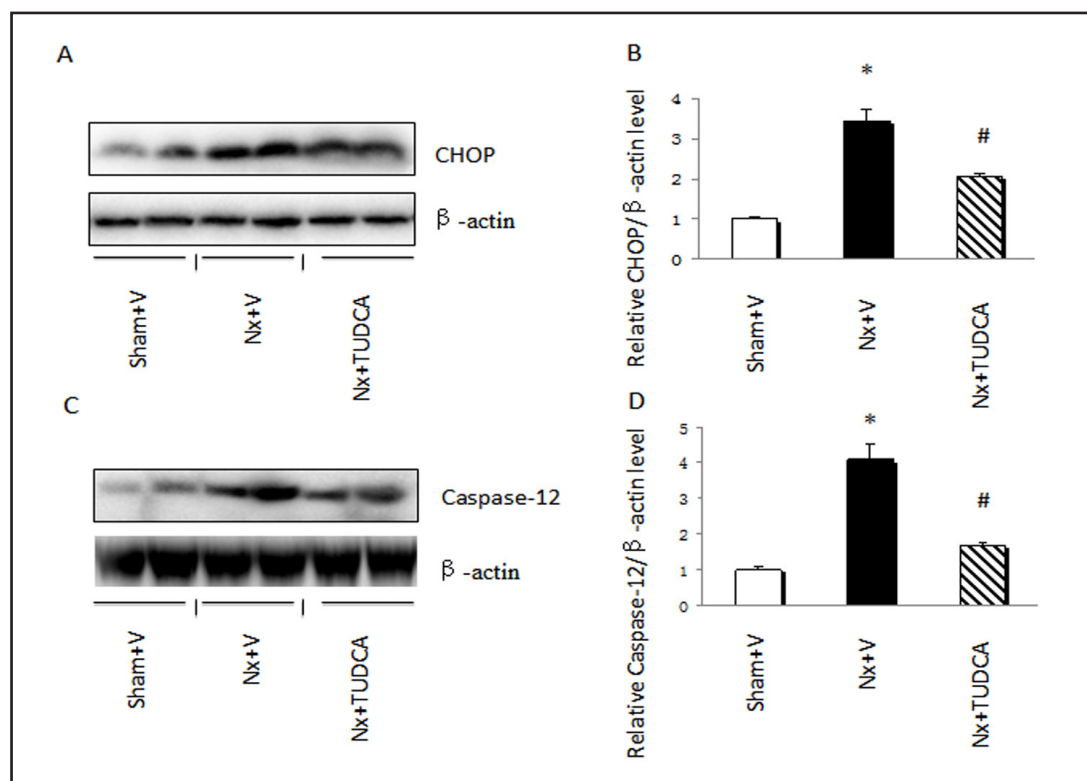 A
CHOP
β-actin
Sham+V
Nx+V
Nx+TUDCA
B
Relative CHOP/β-actin level
4
3
2
1
0
*
#
Sham+V
Nx+V
Nx+TUDCA
C
Caspase-12
β-actin
Sham+V
Nx+V
Nx+TUDCA
D
Relative Caspase-12/β-actin level
5
4
3
2
1
0
*
#
Sham+V
Nx+V
Nx+TUDCA